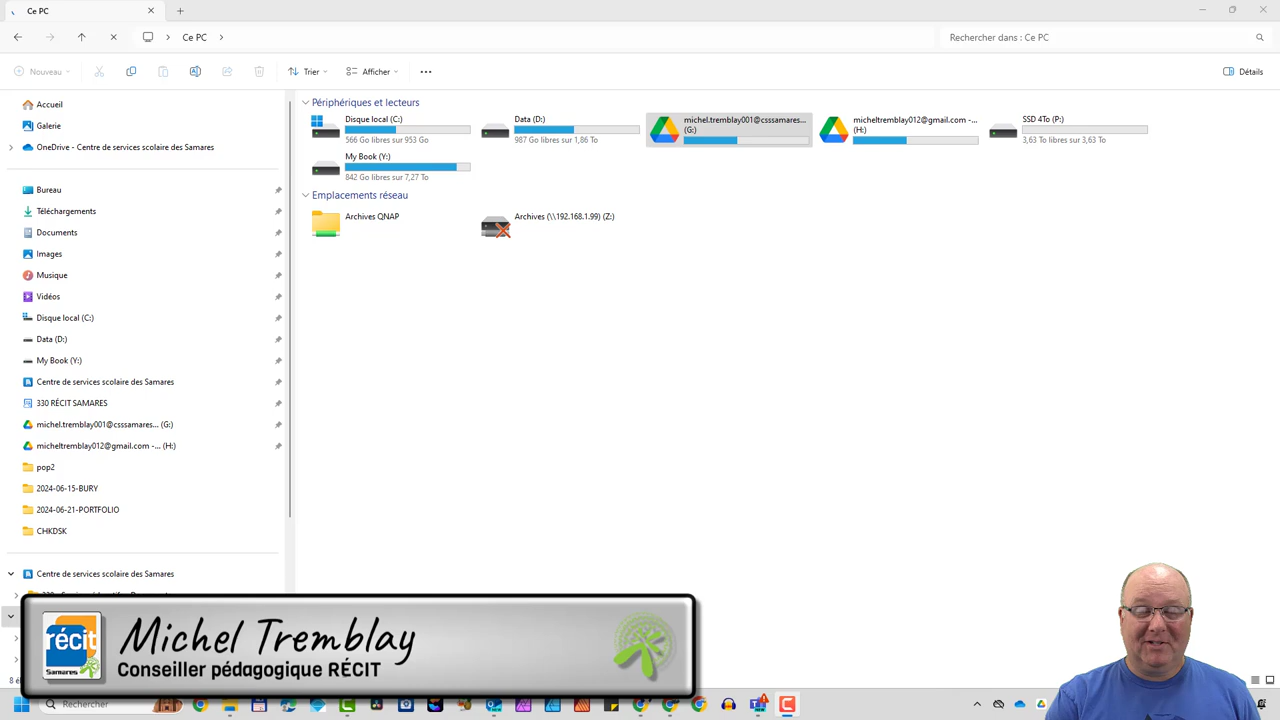 Ce PC
Ce PC
Rechercher dans : Ce PC
Nouveau
Trier
Afficher
Détails
Accueil
Galerie
OneDrive - Centre de services scolaire des Samares
Bureau
Téléchargements
Documents
Images
Musique
Vidéos
Disque local (C:)
Data (D:)
My Book (Y:)
Centre de services scolaire des Samares
330 RÉCIT SAMARES
michel.tremblay001@csssamares... (G:)
micheltremblay012@gmail.com -... (H:)
pop2
2024-06-15-BURY
2024-06-21-PORTFOLIO
CHKDSK
Centre de services scolaire des Samares
Périphériques et lecteurs
Disque local (C:)
566 Go libres sur 953 Go
Data (D:)
987 Go libres sur 1,86 To
michel.tremblay001@csssamares...
(G:)
micheltremblay012@gmail.com -...
(H:)
SSD 4To (P:)
3,63 To libres sur 3,63 To
My Book (Y:)
842 Go libres sur 7,27 To
Emplacements réseau
Archives QNAP
Archives (\\192.168.1.99) (Z:)
récit
Samares
Michel Tremblay
Conseiller pédagogique RÉCIT
Rechercher